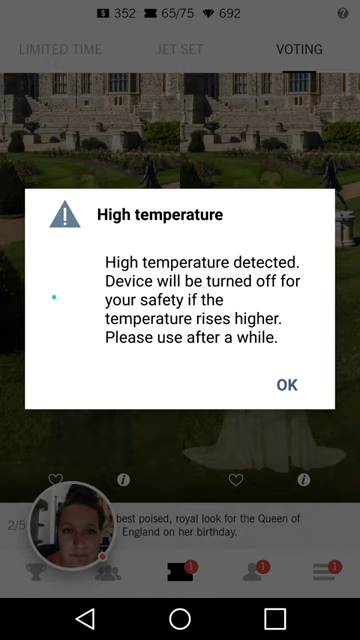 352 65/75 692 ?
LIMITED TIME JET SET VOTING
High temperature
High temperature detected.
Device will be turned off for
your safety if the
temperature rises higher.
Please use after a while.
OK
2/5 best poised, royal look for the Queen of
England on her birthday.
1 1 1